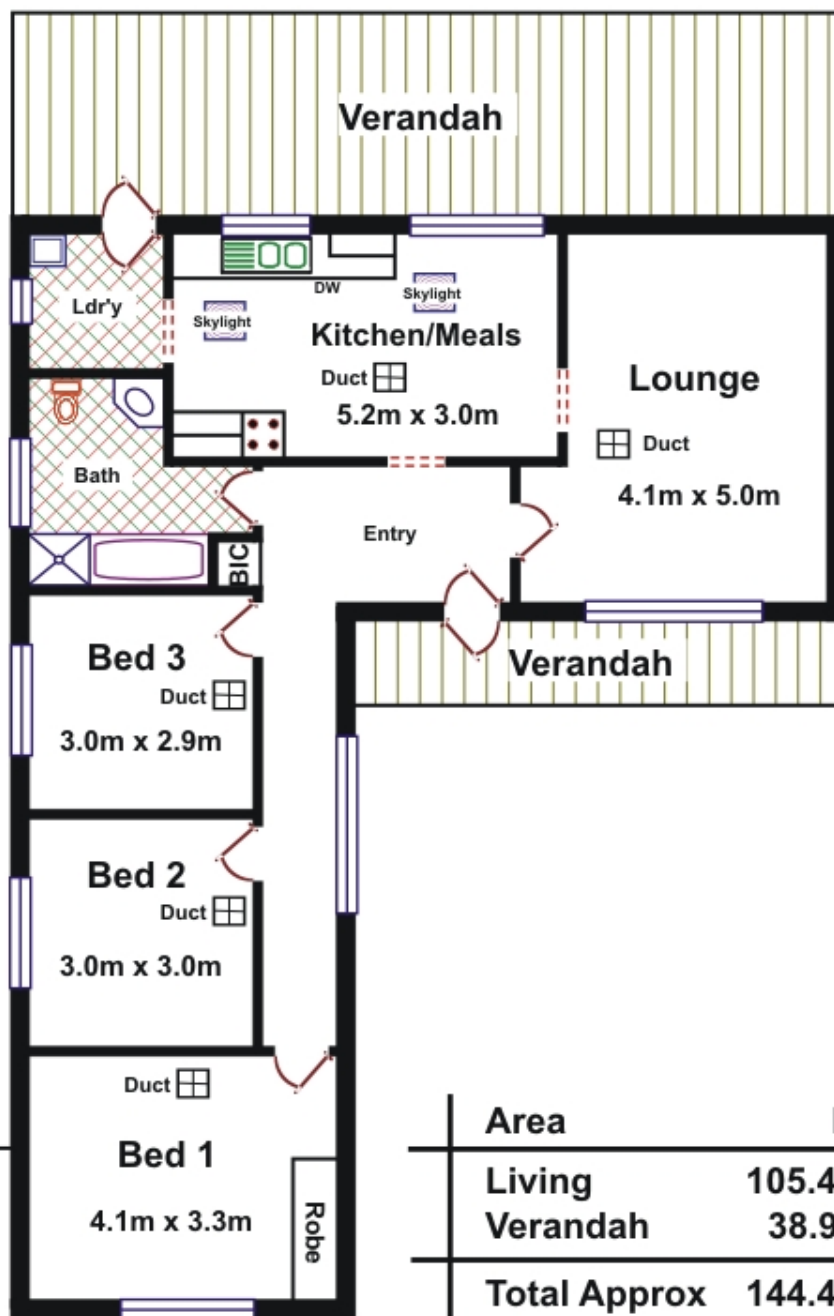 Verandah
Ldr'y
Skylight
DW
Skylight
Kitchen/Meals
Duct
5.2m x 3.0m
Lounge
Duct
4.1m x 5.0m
Bath
Entry
BIC
Bed 3
Duct
3.0m x 2.9m
Verandah
Bed 2
Duct
3.0m x 3.0m
Duct
Bed 1
4.1m x 3.3m
Robe
Area
Living 105.4
Verandah 38.9
Total Approx 144.4